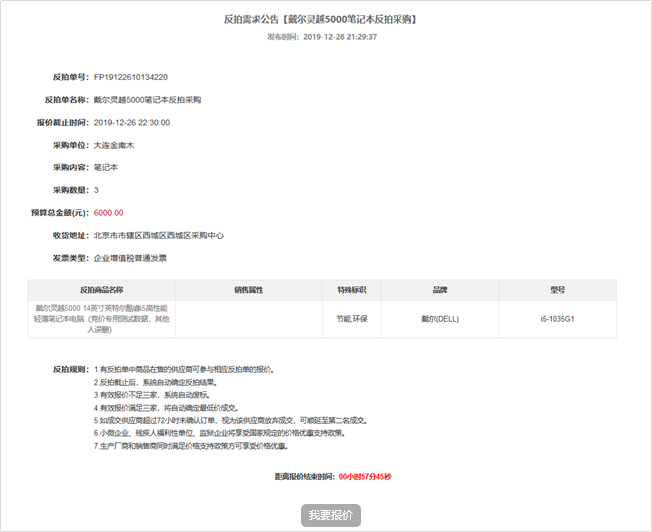 反拍需求公告【戴尔灵越5000笔记本反拍采购】
发布时间：2019-12-26 21:29:37
反拍单号：FP19122610134220
反拍单名称：戴尔灵越5000笔记本反拍采购
报价截止时间：2019-12-26 22:30:00
采购单位：大连金南木
采购内容：笔记本
采购数量：3
预算总金额(元)：6000.00
收货地址：北京市市辖区西城区西城区采购中心
发票类型：企业增值税普通发票
反拍商品名称 销售属性 特殊标识 品牌 型号
戴尔灵越5000 14英寸英特尔酷睿i5高性能
轻薄笔记本电脑（竞价专用测试数据，其他
人误删）
节能,环保 戴尔(DELL) i5-1035G1
反拍规则：1.有反拍单中商品在售的供应商可参与相应反拍单的报价。
2.反拍截止后，系统自动确定反拍结果。
3.有效报价不足三家，系统自动废标。
4.有效报价满足三家，将自动确定最低价成交。
5.如成交供应商超过72小时未确认订单，视为该供应商放弃成交，可顺延至第二名成交。
6.小微企业、残疾人福利性单位、监狱企业将享受国家规定的价格优惠支持政策。
7.生产厂商和销售商同时满足价格支持政策方可享受价格优惠。
距离报价结束时间：00小时57分45秒
我要报价